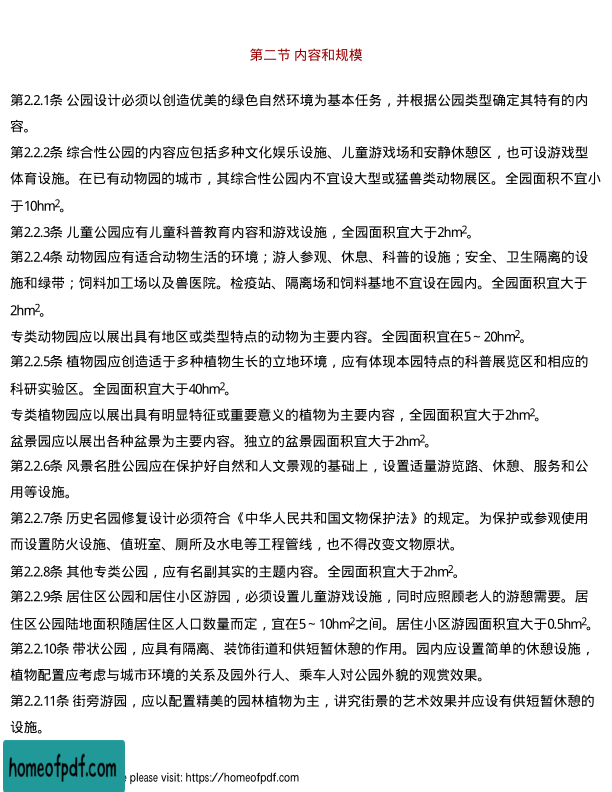 第二节 内容和规模
第2.2.1条 公园设计必须以创造优美的绿色自然环境为基本任务，并根据公园类型确定其特有的内
容。
第2.2.2条 综合性公园的内容应包括多种文化娱乐设施、儿童游戏场和安静休憩区，也可设游戏型
体育设施。在已有动物园的城市，其综合性公园内不宜设大型或猛兽类动物展区。全园面积不宜小
于10hm²。
第2.2.3条 儿童公园应有儿童科普教育内容和游戏设施，全园面积宜大于2hm²。
第2.2.4条 动物园应有适合动物生活的环境；游人参观、休息、科普的设施；安全、卫生隔离的设
施和绿带；饲料加工场以及兽医院。检疫站、隔离场和饲料基地不宜设在园内。全园面积宜大于
2hm²。
专类动物园应以展出具有地区或类型特点的动物为主要内容。全园面积宜在5～20hm²。
第2.2.5条 植物园应创造适于多种植物生长的立地环境，应有体现本园特点的科普展览区和相应的
科研实验区。全园面积宜大于40hm²。
专类植物园应以展出具有明显特征或重要意义的植物为主要内容，全园面积宜大于2hm²。
盆景园应以展出各种盆景为主要内容。独立的盆景园面积宜大于2hm²。
第2.2.6条 风景名胜公园应在保护好自然和人文景观的基础上，设置适量游览路、休憩、服务和公
用等设施。
第2.2.7条 历史名园修复设计必须符合《中华人民共和国文物保护法》的规定。为保护或参观使用
而设置防火设施、值班室、厕所及水电等工程管线，也不得改变文物原状。
第2.2.8条 其他专类公园，应有名副其实的主题内容。全园面积宜大于2hm²。
第2.2.9条 居住区公园和居住小区游园，必须设置儿童游戏设施，同时应照顾老人的游憩需要。居
住区公园陆地面积随居住区人口数量而定，宜在5～10hm²之间。居住小区游园面积宜大于0.5hm²。
第2.2.10条 带状公园，应具有隔离、装饰街道和供短暂休憩的作用。园内应设置简单的休憩设施，
植物配置应考虑与城市环境的关系及园外行人、乘车人对公园外貌的观赏效果。
第2.2.11条 街旁游园，应以配置精美的园林植物为主，讲究街景的艺术效果并应设有供短暂休憩的
设施。
homeofpdf.com
please visit: https://homeofpdf.com